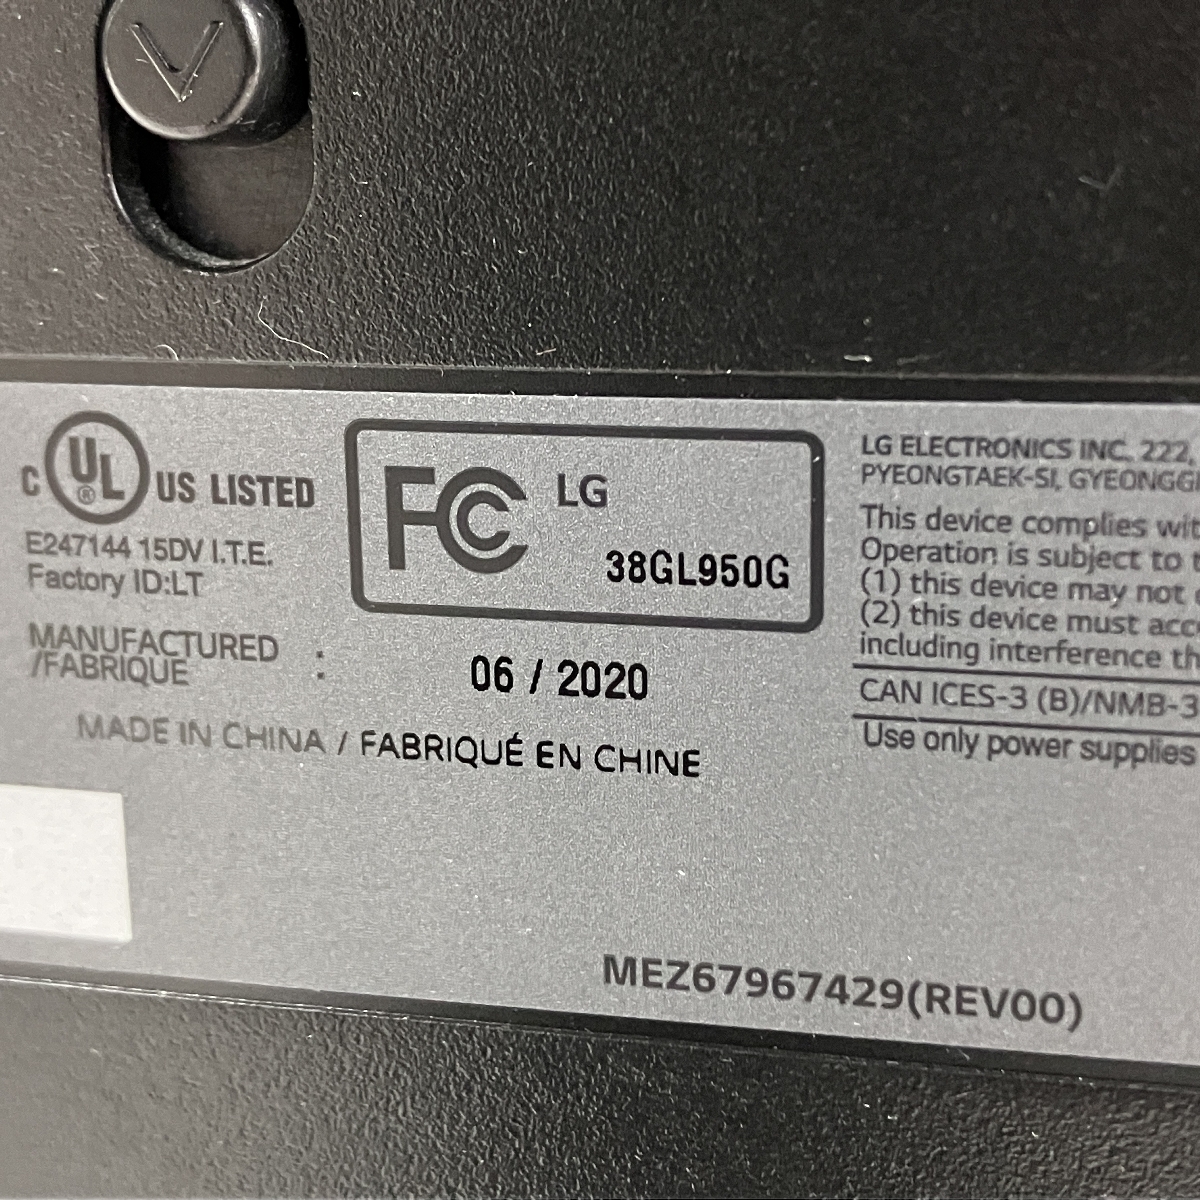 C UL ® US LISTED
E247144 15DV I.T.E.
Factory ID:LT
MANUFACTURED
/FABRIQUE :
06 / 2020
MADE IN CHINA / FABRIQUÉ EN CHINE
FC LG
38GL950G
LG ELECTRONICS INC. 222,
PYEONGTAEK-SI,
This device complies
Operation is subject to
(1) this device may not
(2) this device must
including interference
CAN ICES-3 (B)/NMB-3
Use only power supplies
MEZ67967429(REV00)